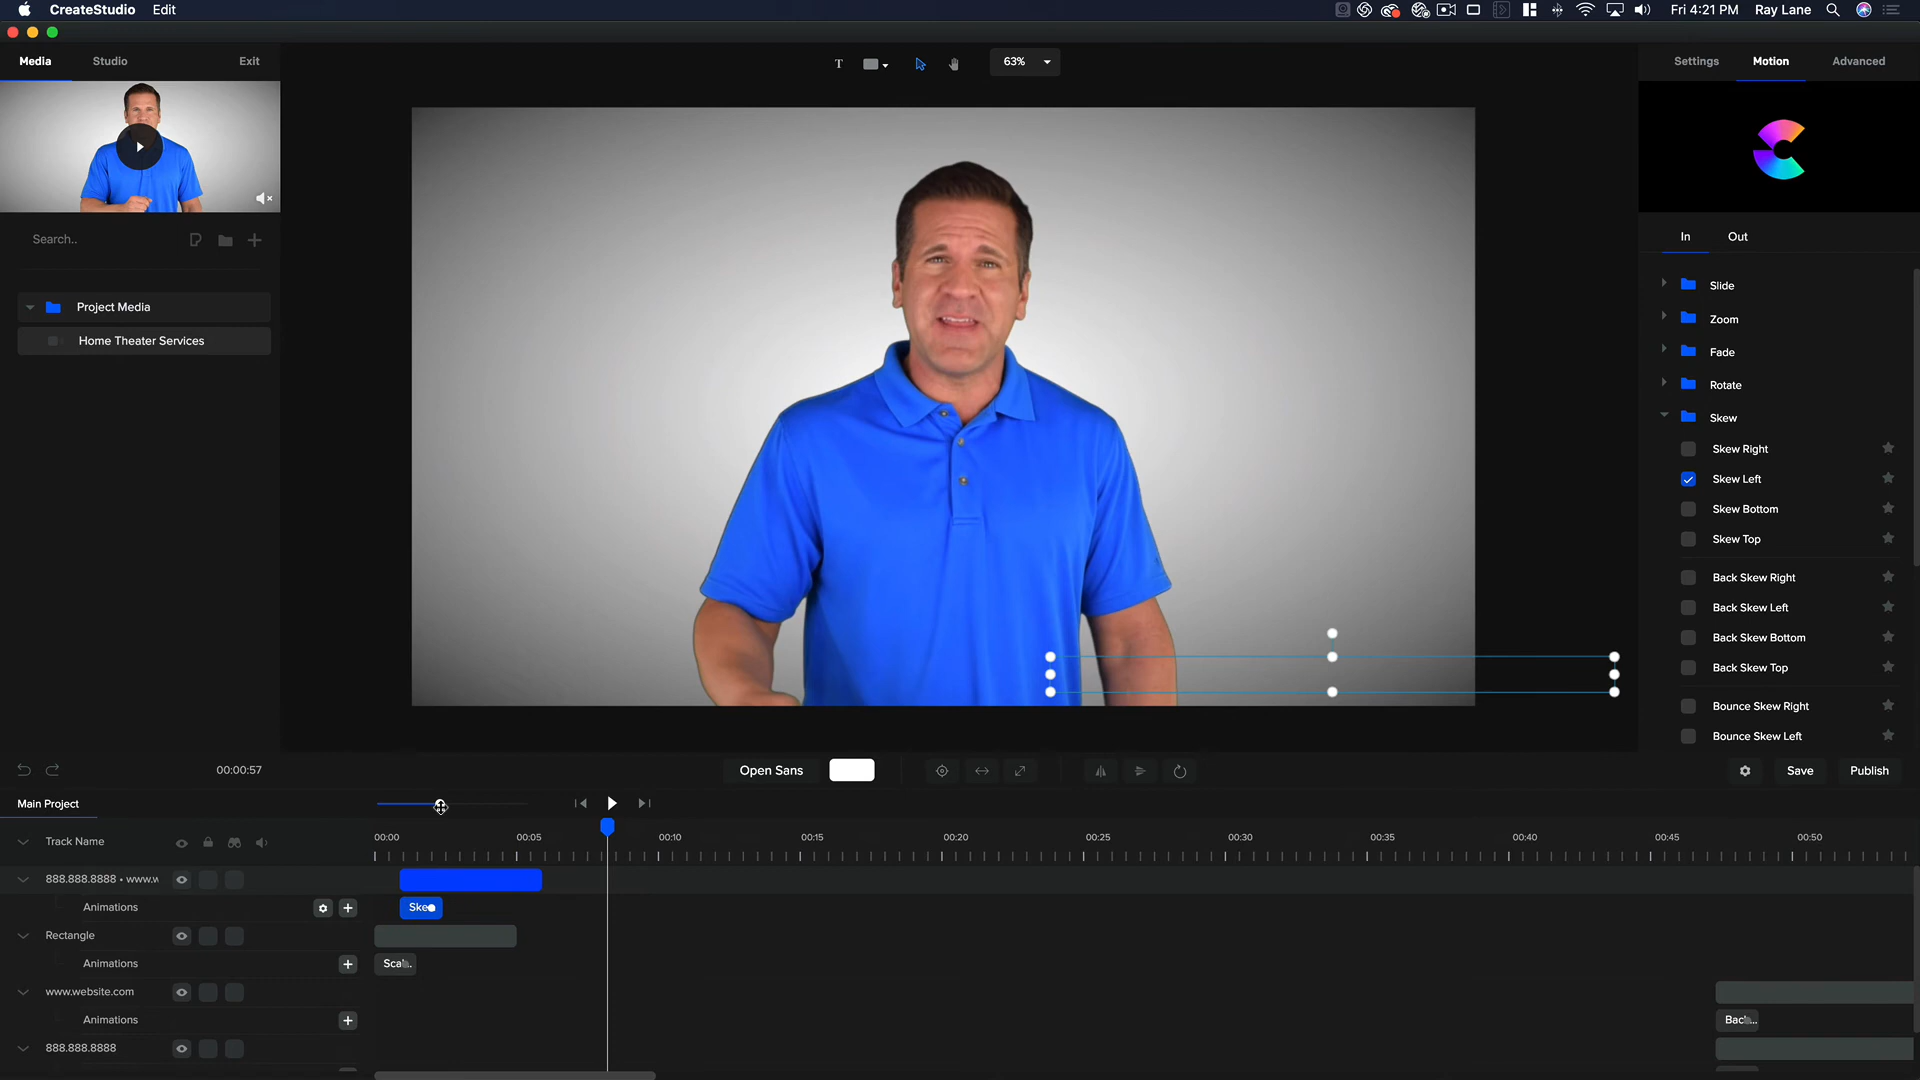 CreateStudio Edit Fri 4:21 PM Ray Lane
Media Studio Exit T 63% Settings Motion Advanced
Search..
In Out
Project Media
Home Theater Services
Slide
Zoom
Fade
Rotate
Skew
Skew Right
Skew Left
Skew Bottom
Skew Top
Back Skew Right
Back Skew Left
Back Skew Bottom
Back Skew Top
Bounce Skew Right
Bounce Skew Left
00:00:57 Open Sans Save Publish
Main Project
Track Name 00:00 00:05 00:10 00:15 00:20 00:25 00:30 00:35 00:40 00:45 00:50
888.888.8888 • www.w
Animations Ske
Rectangle
Animations Scal..
www.website.com
Animations Bac...
888.888.8888